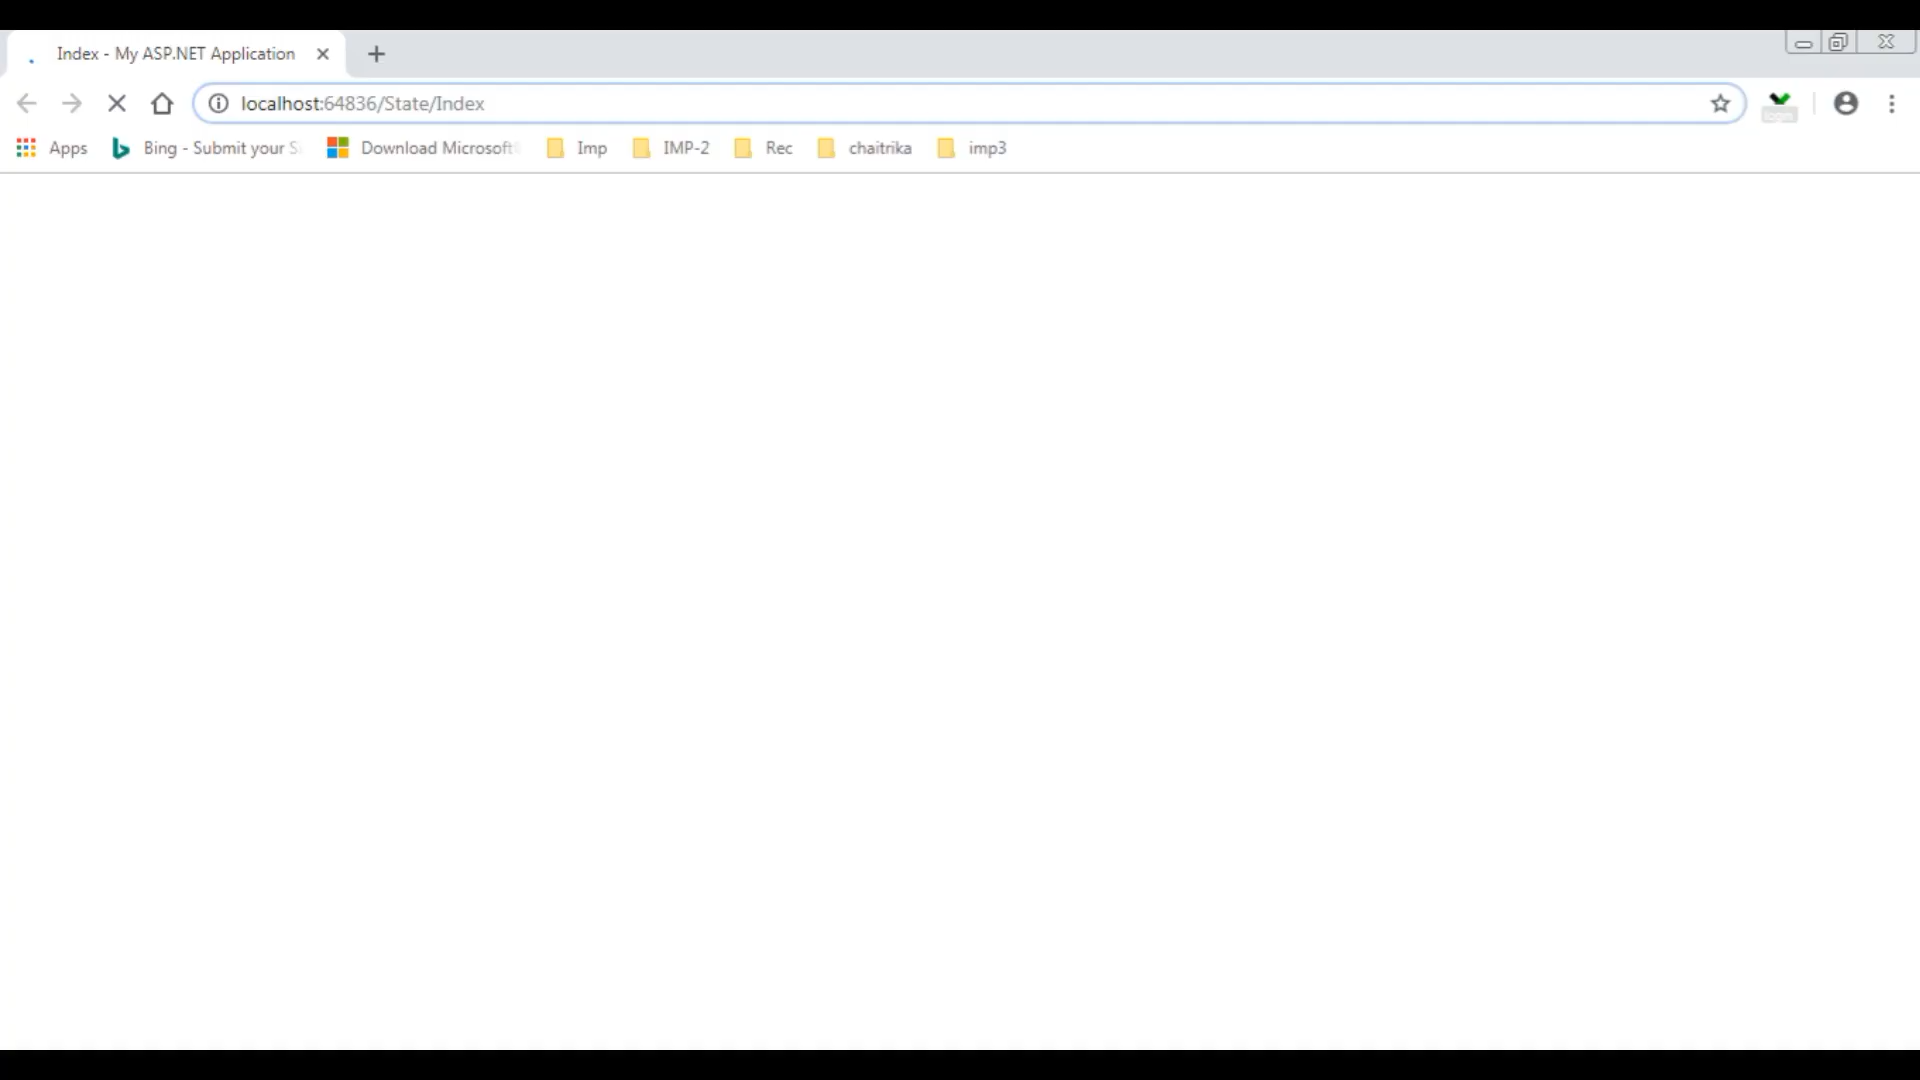 Index - My ASP.NET Application
localhost:64836/State/Index
Apps Bing - Submit your S Download Microsoft Imp IMP-2 Rec chaitrika imp3